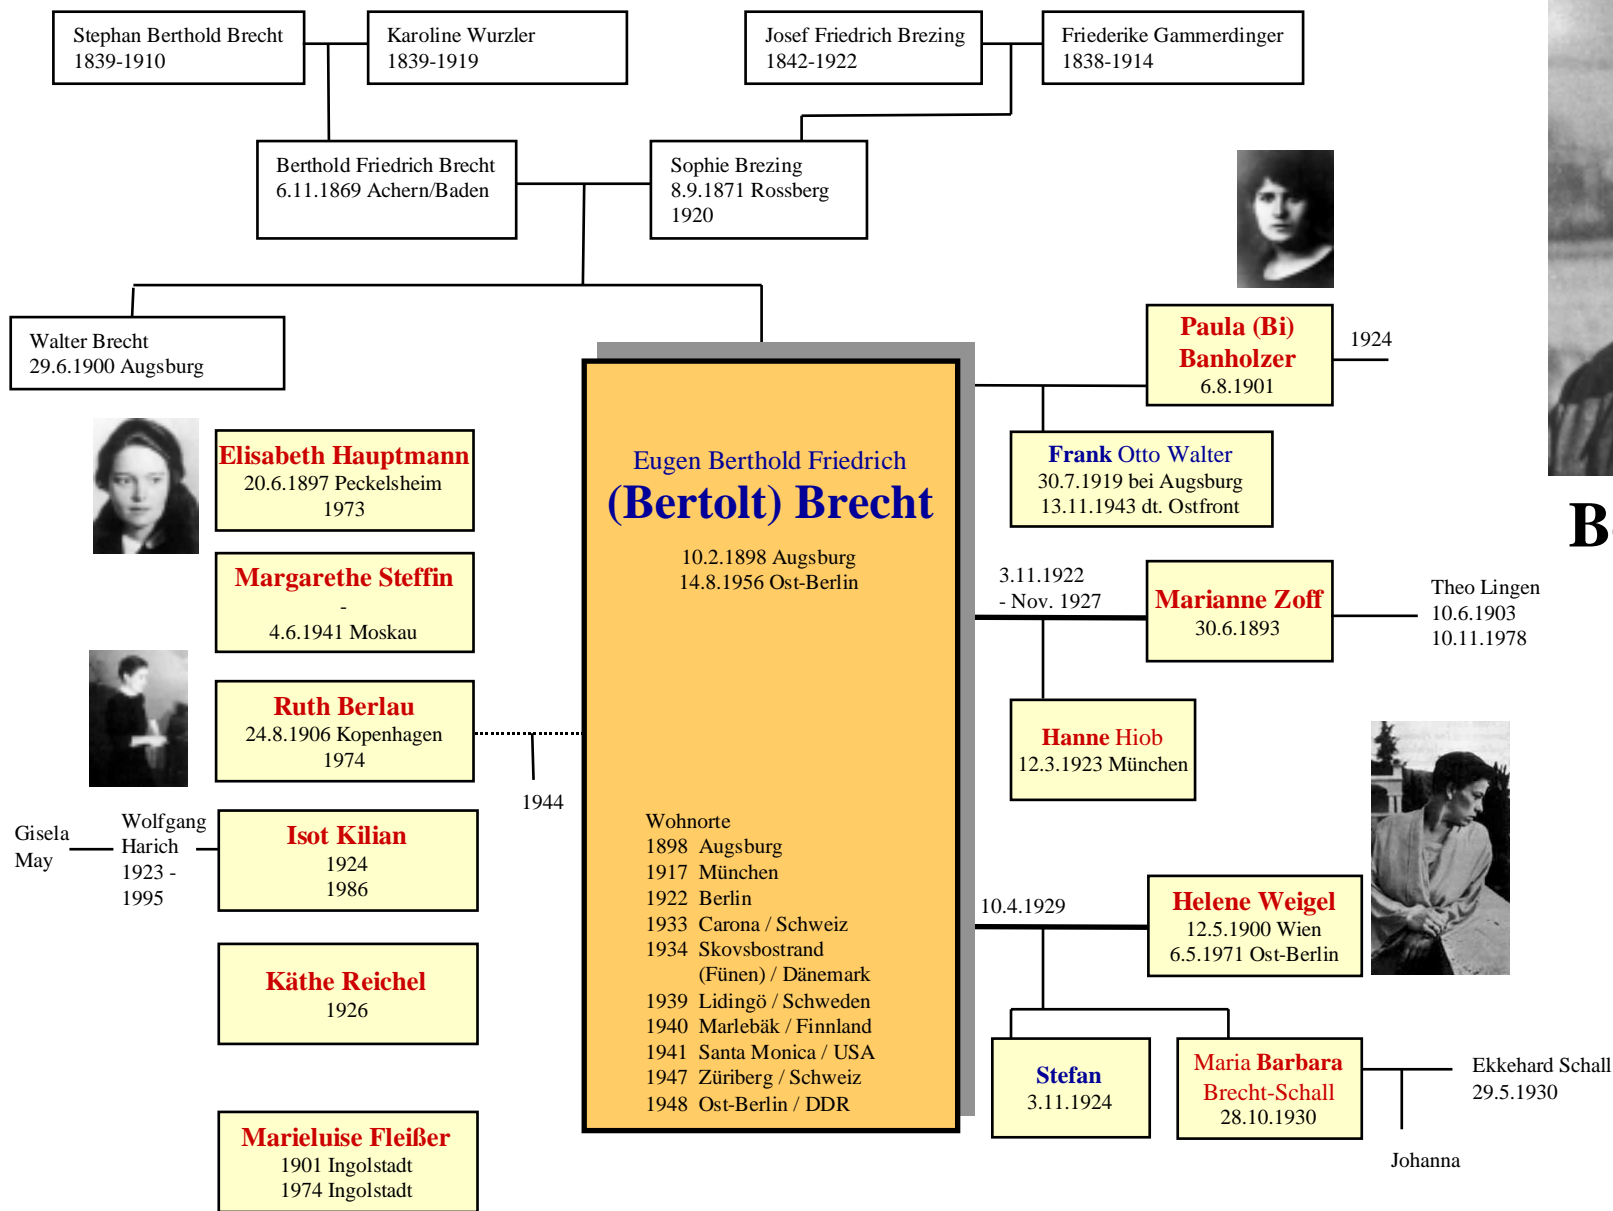 Stephan Berthold Brecht
1839-1910
Karoline Wurzler
1839-1919
Josef Friedrich Brezing
1842-1922
Friederike Gammerdinger
1838-1914
Berthold Friedrich Brecht
6.11.1869 Achern/Baden
Sophie Brezing
8.9.1871 Rossberg
1920
Walter Brecht
29.6.1900 Augsburg
Paula (Bi)
Banholzer
6.8.1901
1924
Frank Otto Walter
30.7.1919 bei Augsburg
13.11.1943 dt. Ostfront
Elisabeth Hauptmann
20.6.1897 Peckelsheim
1973
Margarethe Steffin
-
4.6.1941 Moskau
Ruth Berlau
24.8.1906 Kopenhagen
1974
1944
Gisela
May
Wolfgang
Harich
1923 -
1995
Isot Kilian
1924
1986
Käthe Reichel
1926
Marieluise Fleißer
1901 Ingolstadt
1974 Ingolstadt
Eugen Berthold Friedrich
(Bertolt) Brecht
10.2.1898 Augsburg
14.8.1956 Ost-Berlin
Wohnorte
1898 Augsburg
1917 München
1922 Berlin
1933 Carona / Schweiz
1934 Skovsbostrand
(Fünen) / Dänemark
1939 Lidingö / Schweden
1940 Marlebäk / Finnland
1941 Santa Monica / USA
1947 Züriberg / Schweiz
1948 Ost-Berlin / DDR
3.11.1922
- Nov. 1927
Marianne Zoff
30.6.1893
Theo Lingen
10.6.1903
10.11.1978
Hanne Hiob
12.3.1923 München
10.4.1929
Helene Weigel
12.5.1900 Wien
6.5.1971 Ost-Berlin
Stefan
3.11.1924
Maria Barbara
Brecht-Schall
28.10.1930
Ekkehard Schall
29.5.1930
Johanna